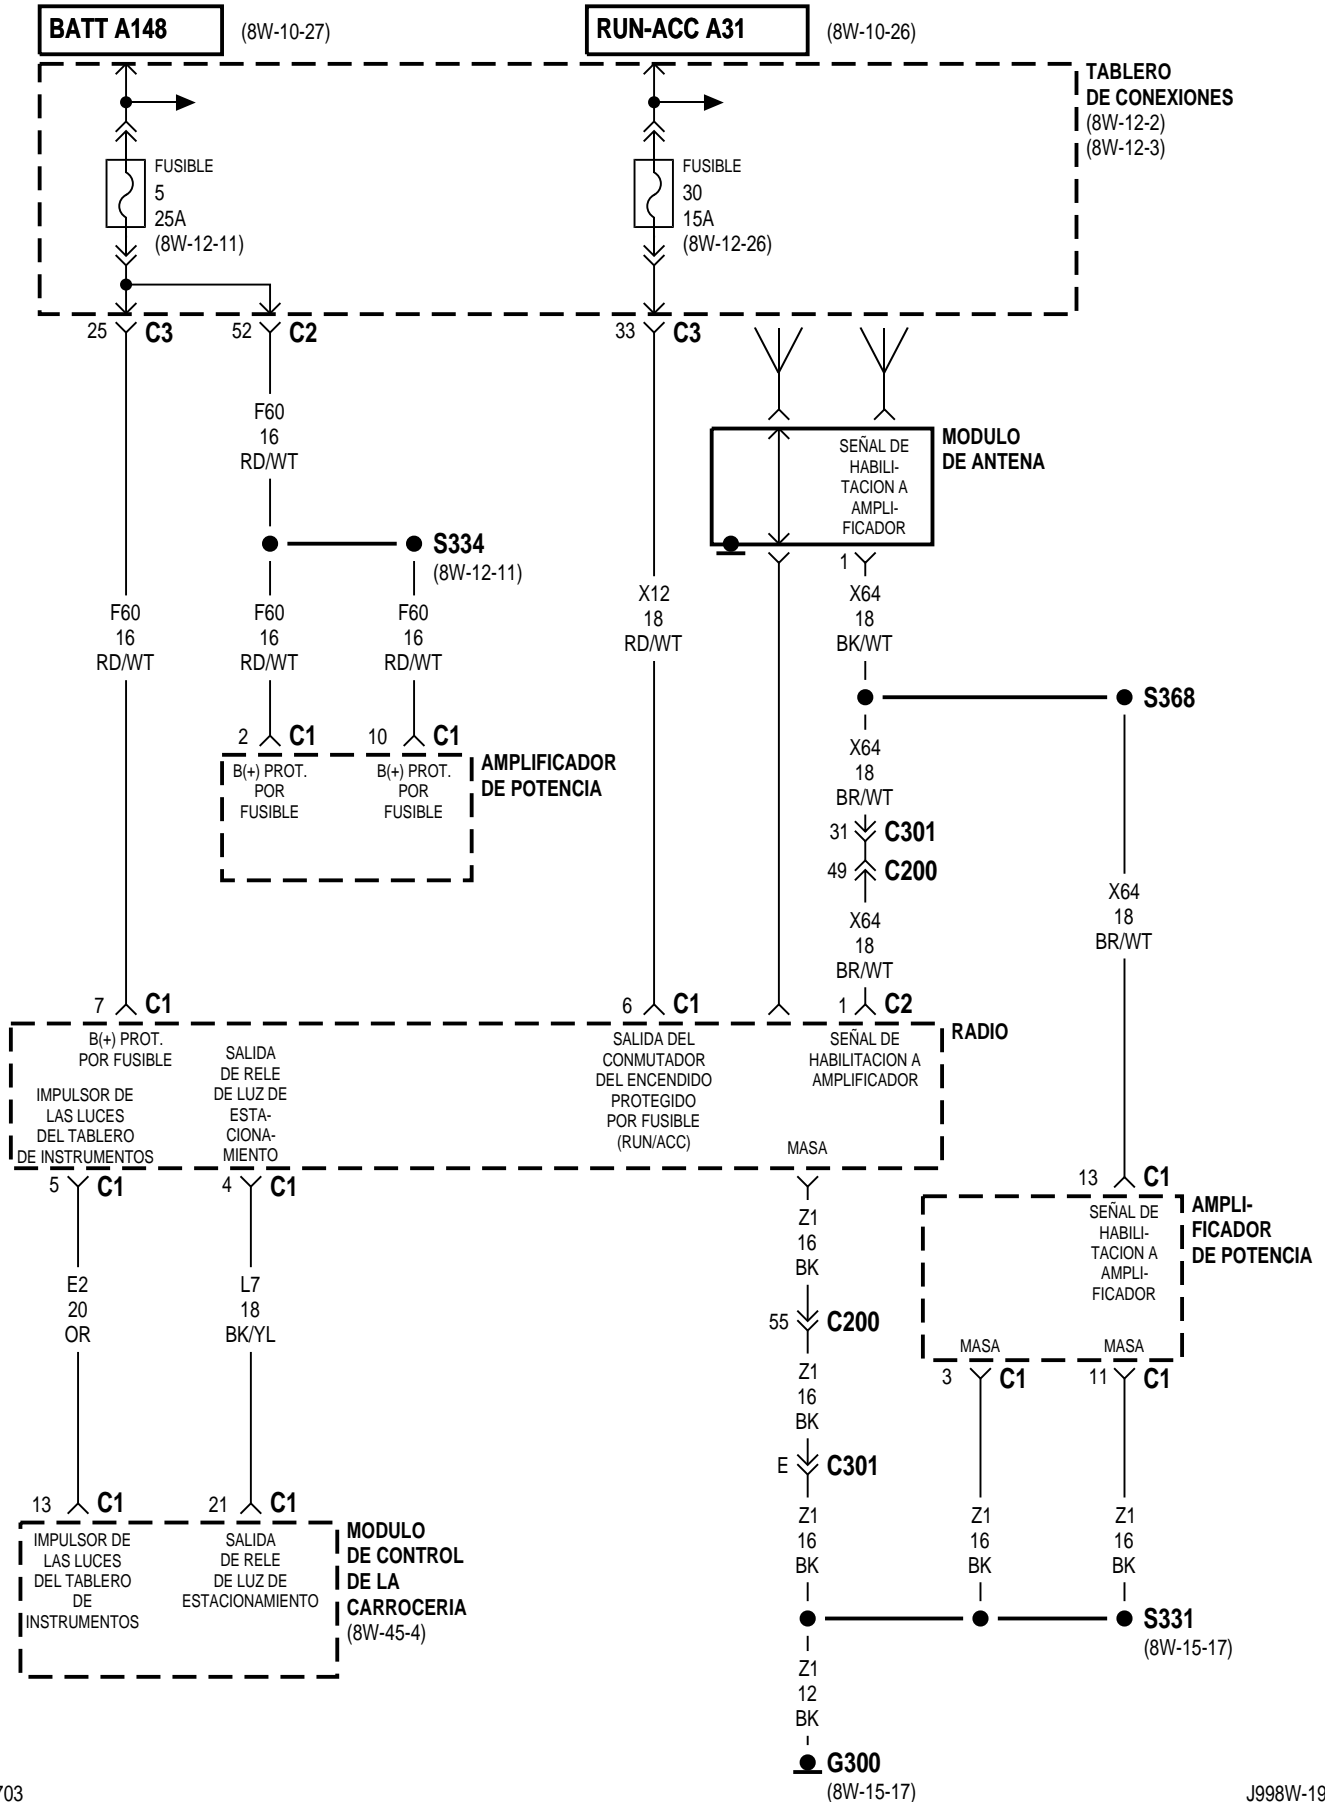 BATT A148
(8W-10-27)
RUN-ACC A31
(8W-10-26)
TABLERO
DE CONEXIONES
(8W-12-2)
(8W-12-3)
FUSIBLE
5
25A
(8W-12-11)
FUSIBLE
30
15A
(8W-12-26)
25 C3
52 C2
33 C3
F60
16
RD/WT
MODULO
DE ANTENA
SEÑAL DE
HABILI-
TACION A
AMPLI-
FICADOR
S334
(8W-12-11)
1
F60
16
RD/WT
F60
16
RD/WT
F60
16
RD/WT
X12
18
RD/WT
X64
18
BK/WT
S368
2 C1
10 C1
AMPLIFICADOR
DE POTENCIA
B(+) PROT.
POR
FUSIBLE
B(+) PROT.
POR
FUSIBLE
X64
18
BR/WT
31 C301
49 C200
X64
18
BR/WT
X64
18
BR/WT
7 C1
6 C1
1 C2
RADIO
B(+) PROT.
POR FUSIBLE
SALIDA
DE RELE
DE LUZ DE
ESTA-
CIONA-
MIENTO
IMPULSOR DE
LAS LUCES
DEL TABLERO
DE INSTRUMENTOS
SALIDA DEL
CONMUTADOR
DEL ENCENDIDO
PROTEGIDO
POR FUSIBLE
(RUN/ACC)
SEÑAL DE
HABILITACION A
AMPLIFICADOR
MASA
5 C1
4 C1
13 C1
AMPLI-
FICADOR
DE POTENCIA
SEÑAL DE
HABILI-
TACION A
AMPLI-
FICADOR
MASA
MASA
3 C1
11 C1
E2
20
OR
L7
18
BK/YL
Z1
16
BK
55 C200
Z1
16
BK
E C301
13 C1
21 C1
MODULO
DE CONTROL
DE LA
CARROCERIA
(8W-45-4)
IMPULSOR DE
LAS LUCES
DEL TABLERO
DE
INSTRUMENTOS
SALIDA
DE RELE
DE LUZ DE
ESTACIONAMIENTO
Z1
16
BK
Z1
16
BK
Z1
16
BK
S331
(8W-15-17)
Z1
12
BK
G300
(8W-15-17)
703
J998W-19